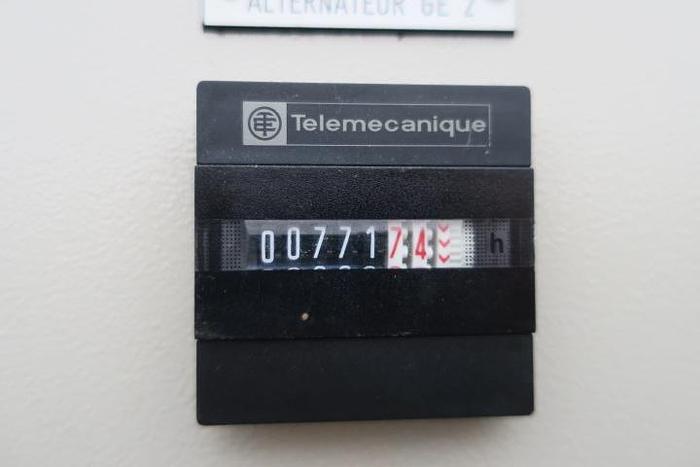 ALTERNATEUR GE 2
Telemecanique
0077174 h